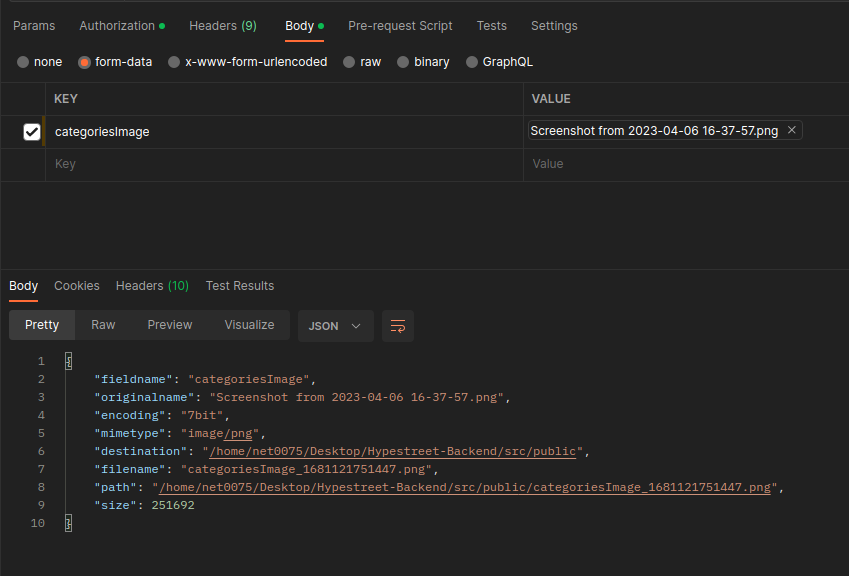 Params Authorization Headers (9) Body Pre-request Script Tests Settings
none form-data x-www-form-urlencoded raw binary GraphQL
KEY VALUE
categoriesImage Screenshot from 2023-04-06 16-37-57.png ×
Key Value
Body Cookies Headers (10) Test Results
Pretty Raw Preview Visualize JSON
1 {
2 "fieldname": "categoriesImage",
3 "originalname": "Screenshot from 2023-04-06 16-37-57.png",
4 "encoding": "7bit",
5 "mimetype": "image/png",
6 "destination": "/home/net0075/Desktop/Hypestreet-Backend/src/public",
7 "filename": "categoriesImage_1681121751447.png",
8 "path": "/home/net0075/Desktop/Hypestreet-Backend/src/public/categoriesImage_1681121751447.png",
9 "size": 251692
10 }